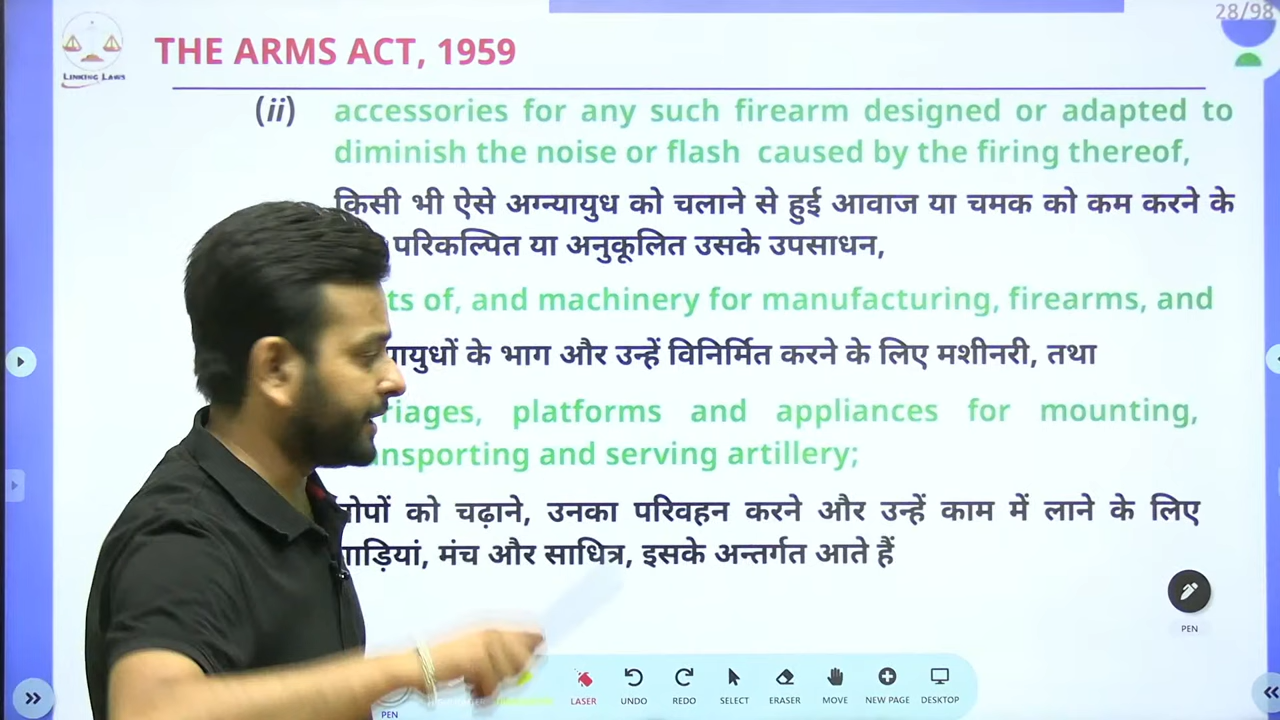 28/98
LINKING LAWS
THE ARMS ACT, 1959
(ii) accessories for any such firearm designed or adapted to
diminish the noise or flash caused by the firing thereof,
किसी भी ऐसे अग्न्यायुध को चलाने से हुई आवाज या चमक को कम करने के
परिकल्पित या अनुकूलित उसके उपसाधन,
of, and machinery for manufacturing, firearms, and
के भाग और उन्हें विनिर्मित करने के लिए मशीनरी, तथा
platforms and appliances for mounting,
and serving artillery;
को चढ़ाने, उनका परिवहन करने और उन्हें काम में लाने के लिए
मंच और साधित्र, इसके अन्तर्गत आते हैं
PEN
PEN LASER UNDO REDO SELECT ERASER MOVE NEW PAGE DESKTOP